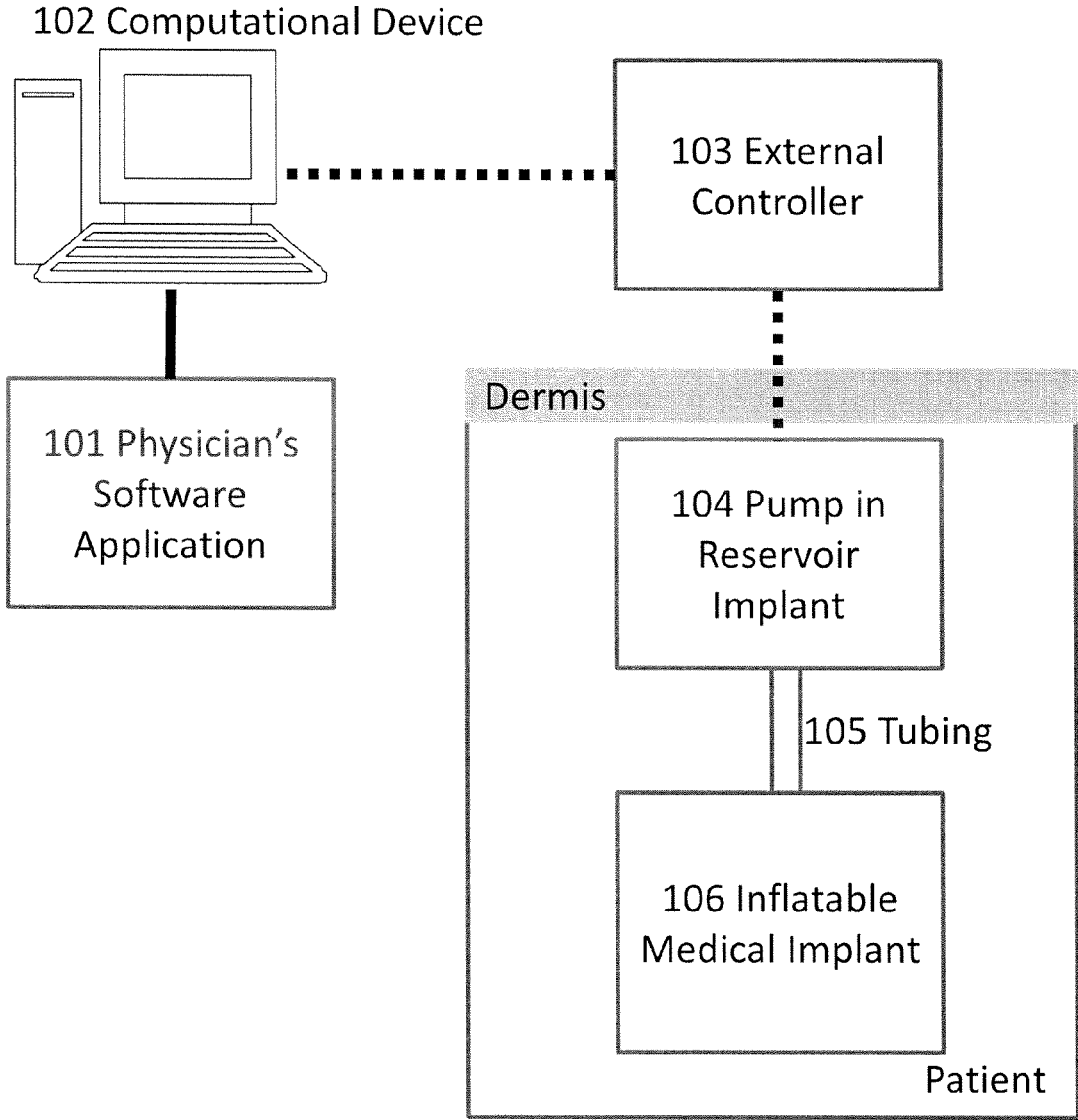 102 Computational Device
103 External
Controller
101 Physician's
Software
Application
Dermis
104 Pump in
Reservoir
Implant
105 Tubing
106 Inflatable
Medical Implant
Patient